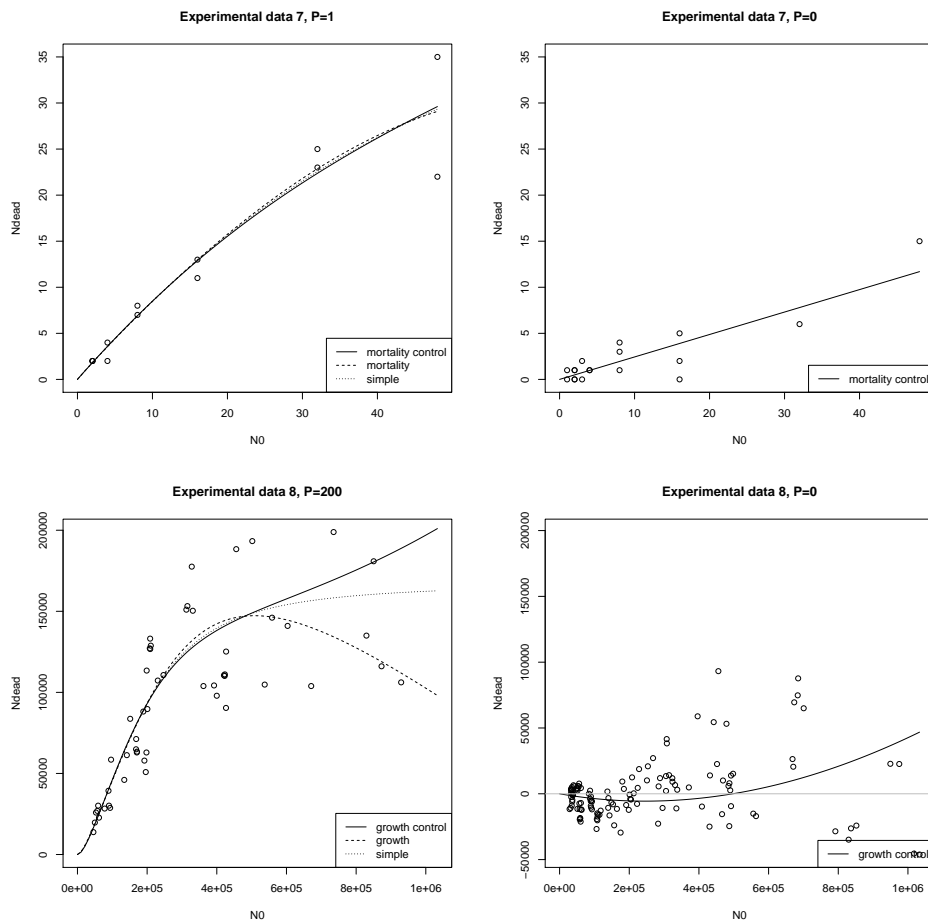 Experimental data 7, P=1
Ndead
35
30
25
20
15
10
5
0
0 10 20 30 40
N0
mortality control
mortality
simple
Experimental data 7, P=0
Ndead
35
30
25
20
15
10
5
0
0 10 20 30 40
N0
mortality control
Experimental data 8, P=200
Ndead
200000
150000
100000
50000
0
0e+00 2e+05 4e+05 6e+05 8e+05 1e+06
N0
growth control
growth
simple
Experimental data 8, P=0
Ndead
200000
150000
100000
50000
0
−50000
0e+00 2e+05 4e+05 6e+05 8e+05 1e+06
N0
growth control